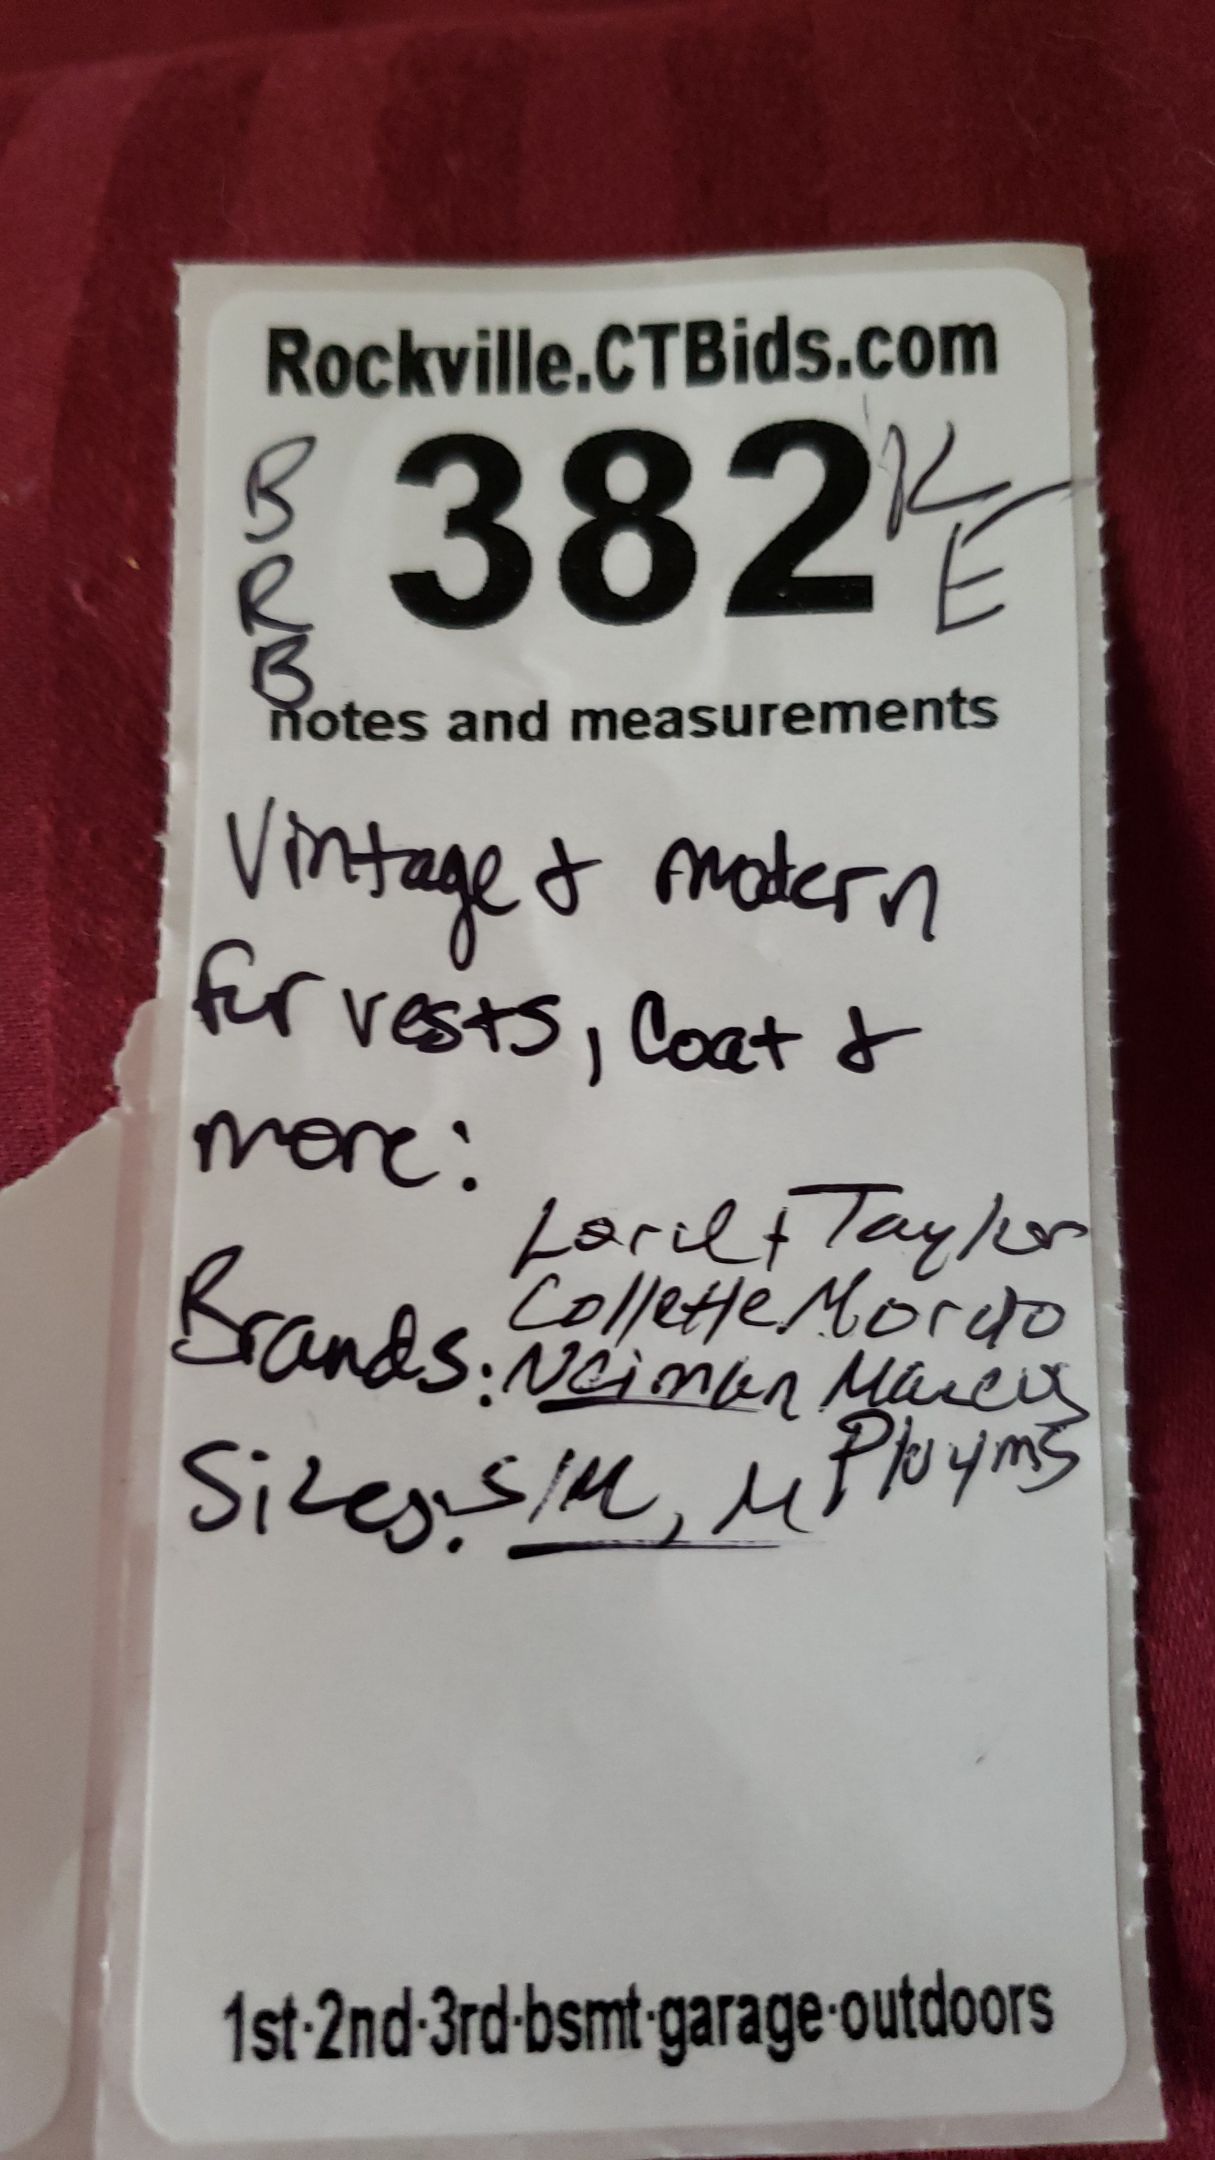 Rockville.CTBids.com
B
R
B
382
K
E
notes and measurements
Vintage & modern
fur vests, Coat &
more:
Lord + Taylor
Collette Mordo
Brands: Neiman Marcus
Pluyms
Sizes: S/M, M
1st·2nd·3rd·bsmt·garage·outdoors